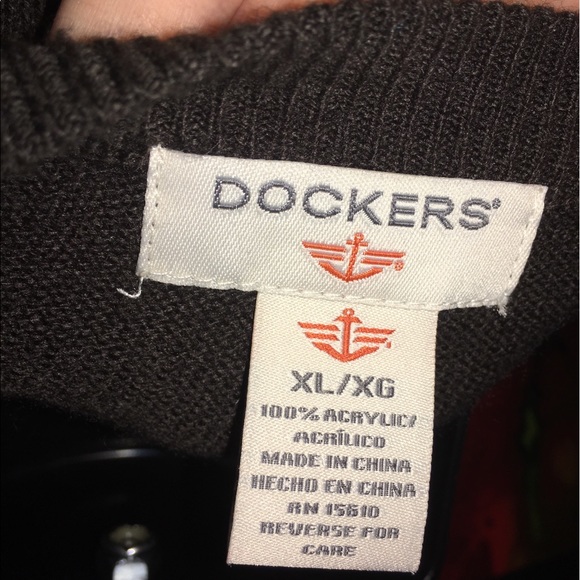 DOCKERS®
XL/XG
100% ACRYLIC/
ACRÍLICO
MADE IN CHINA
HECHO EN CHINA
RN 15610
REVERSE FOR
CARE